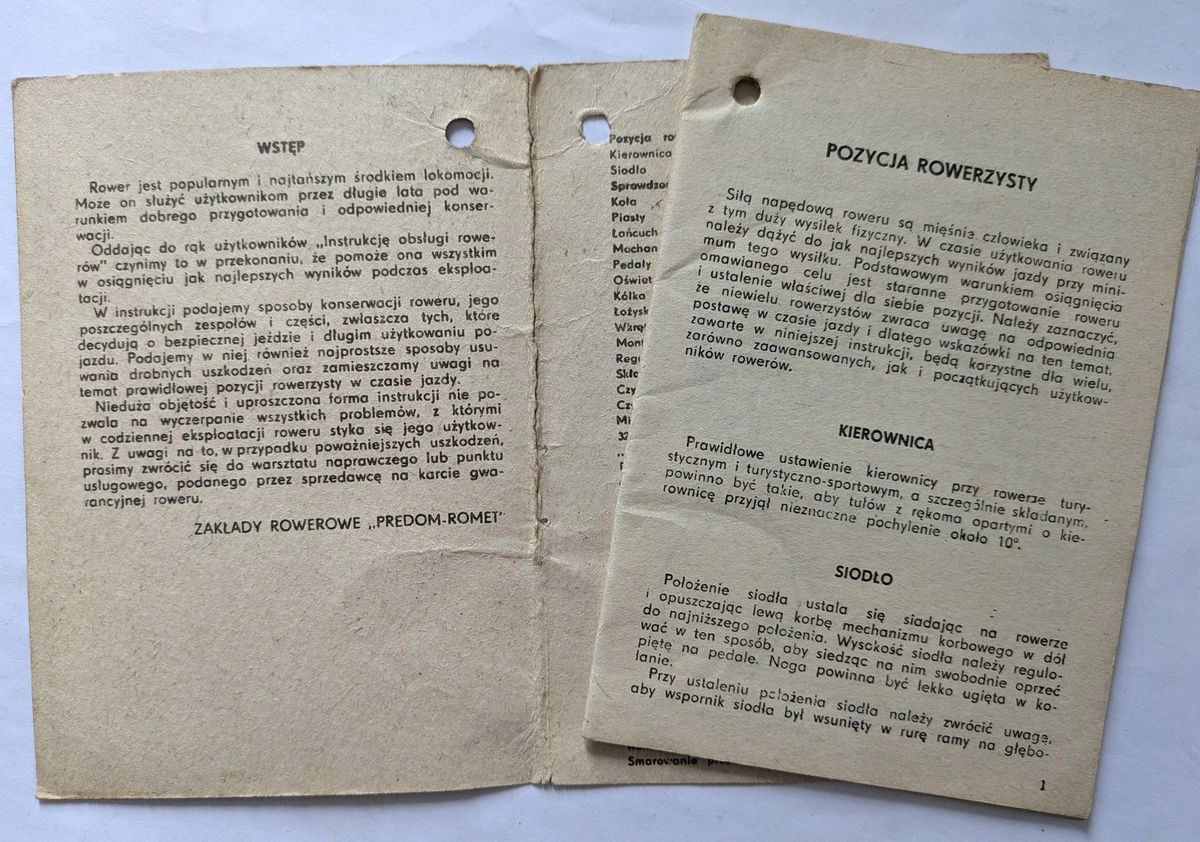 WSTĘP
Rower jest popularnym i najtańszym środkiem lokomocji.
Może on służyć użytkownikom przez długie lata pod wa-
runkiem dobrego przygotowania i odpowiedniej konser-
wacji.
Oddając do rąk użytkowników „Instrukcję obsługi rowe-
rów" czynimy to w przekonaniu, że pomoże ona wszystkim
w osiągnięciu jak najlepszych wyników podczas eksploa-
tacji.
W instrukcji podajemy sposoby konserwacji roweru, jego
poszczególnych zespołów i części, zwłaszcza tych, które
decydują o bezpiecznej jeździe i długim użytkowaniu po-
jazdu. Podajemy w niej również najprostsze sposoby usu-
wania drobnych uszkodzeń oraz zamieszczamy uwagi na
temat prawidłowej pozycji rowerzysty w czasie jazdy.
Nieduża objętość i uproszczona forma instrukcji nie po-
zwala na wyczerpanie wszystkich problemów, z którymi
w codziennej eksploatacji roweru styka się jego użytkow-
nik. Z uwagi na to, w przypadku poważniejszych uszkodzeń,
prosimy zwrócić się do warsztatu naprawczego lub punktu
usługowego, podanego przez sprzedawcę na karcie gwa-
rancyjnej roweru.
ZAKŁADY ROWEROWE „PREDOM-ROMET"
Pozycja ro
Kierownica
Siodło
Sprawdzen
Koła
Piasty
Łańcuch
Mechan
Pedały
Oświet
Kółka
Łożysk
Wkręt
Mont
Regu
Skła
Czy
Czy
Mi
32
Smarowanie
POZYCJA ROWERZYSTY
Siłą napędową roweru są mięśnie człowieka i związany
z tym duży wysiłek fizyczny. W czasie użytkowania roweru
należy dążyć do jak najlepszych wyników jazdy przy mini-
mum tego wysiłku. Podstawowym warunkiem osiągnięcia
omawianego celu jest staranne przygotowanie roweru
i ustalenie właściwej dla siebie pozycji. Należy zaznaczyć,
że niewielu rowerzystów zwraca uwagę na odpowiednia
postawę w czasie jazdy i dlatego wskazówki na ten temat,
zawarte w niniejszej instrukcji, będą korzystne dla wielu,
zarówno zaawansowanych, jak i początkujących użytkow-
ników rowerów.
KIEROWNICA
Prawidłowe ustawienie kierownicy przy rowerze tury-
stycznym i turystyczno-sportowym, a szczególnie składanym,
powinno być takie, aby tułów z rękoma opartymi o kie-
rownicę przyjął nieznaczne pochylenie około 10°.
SIODŁO
Położenie siodła ustala się siadając na rowerze
i opuszczając lewą korbę mechanizmu korbowego w dół
do najniższego położenia. Wysokość siodła należy regulo-
wać w ten sposób, aby siedząc na nim swobodnie oprzeć
piętę na pedale. Noga powinna być lekko ugięta w ko-
lanie.
Przy ustaleniu położenia siodła należy zwrócić uwagę,
aby wspornik siodła był wsunięty w rurę ramy na głębo-
1